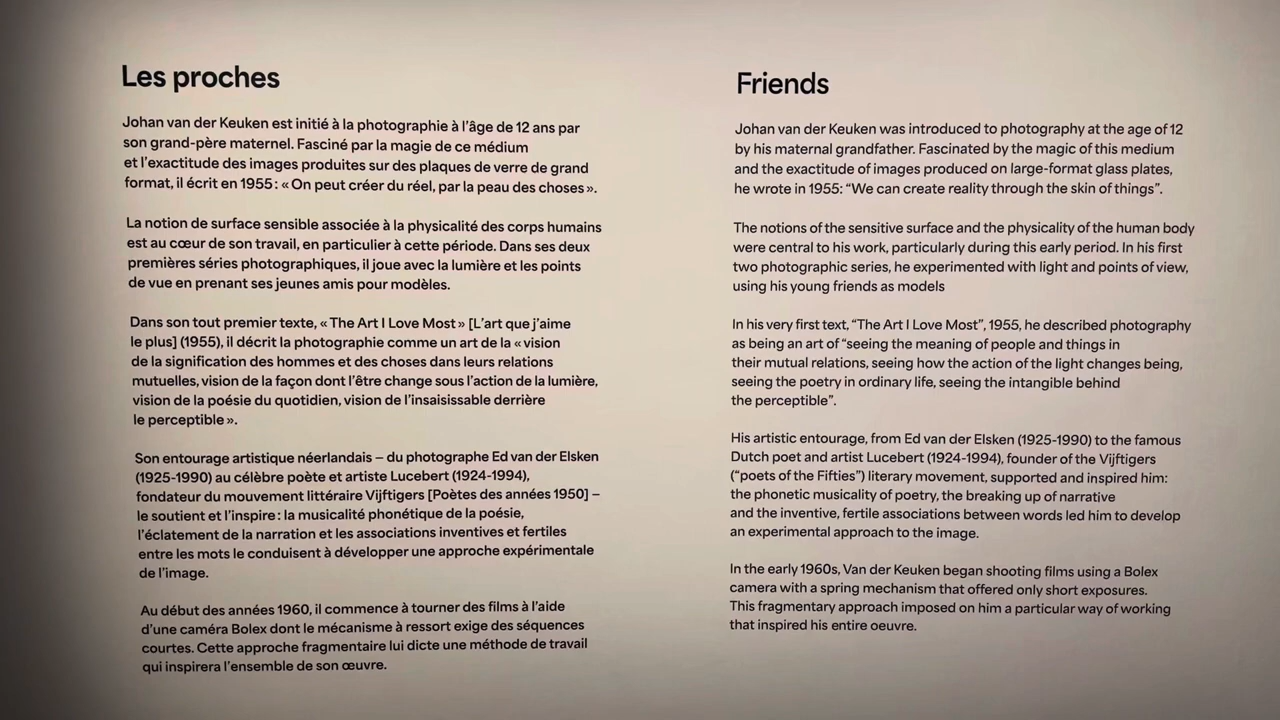 Les proches
Johan van der Keuken est initié à la photographie à l'âge de 12 ans par
son grand-père maternel. Fasciné par la magie de ce médium
et l'exactitude des images produites sur des plaques de verre de grand
format, il écrit en 1955 : « On peut créer du réel, par la peau des choses ».
La notion de surface sensible associée à la physicalité des corps humains
est au cœur de son travail, en particulier à cette période. Dans ses deux
premières séries photographiques, il joue avec la lumière et les points
de vue en prenant ses jeunes amis pour modèles.
Dans son tout premier texte, « The Art I Love Most » [L'art que j'aime
le plus] (1955), il décrit la photographie comme un art de la « vision
de la signification des hommes et des choses dans leurs relations
mutuelles, vision de la façon dont l'être change sous l'action de la lumière,
vision de la poésie du quotidien, vision de l'insaisissable derrière
le perceptible ».
Son entourage artistique néerlandais – du photographe Ed van der Elsken
(1925-1990) au célèbre poète et artiste Lucebert (1924-1994),
fondateur du mouvement littéraire Vijftigers [Poètes des années 1950] –
le soutient et l'inspire : la musicalité phonétique de la poésie,
l'éclatement de la narration et les associations inventives et fertiles
entre les mots le conduisent à développer une approche expérimentale
de l'image.
Au début des années 1960, il commence à tourner des films à l'aide
d'une caméra Bolex dont le mécanisme à ressort exige des séquences
courtes. Cette approche fragmentaire lui dicte une méthode de travail
qui inspirera l'ensemble de son œuvre.
Friends
Johan van der Keuken was introduced to photography at the age of 12
by his maternal grandfather. Fascinated by the magic of this medium
and the exactitude of images produced on large-format glass plates,
he wrote in 1955: “We can create reality through the skin of things”.
The notions of the sensitive surface and the physicality of the human body
were central to his work, particularly during this early period. In his first
two photographic series, he experimented with light and points of view,
using his young friends as models
In his very first text, “The Art I Love Most”, 1955, he described photography
as being an art of “seeing the meaning of people and things in
their mutual relations, seeing how the action of the light changes being,
seeing the poetry in ordinary life, seeing the intangible behind
the perceptible”.
His artistic entourage, from Ed van der Elsken (1925-1990) to the famous
Dutch poet and artist Lucebert (1924-1994), founder of the Vijftigers
(“poets of the Fifties”) literary movement, supported and inspired him:
the phonetic musicality of poetry, the breaking up of narrative
and the inventive, fertile associations between words led him to develop
an experimental approach to the image.
In the early 1960s, Van der Keuken began shooting films using a Bolex
camera with a spring mechanism that offered only short exposures.
This fragmentary approach imposed on him a particular way of working
that inspired his entire oeuvre.